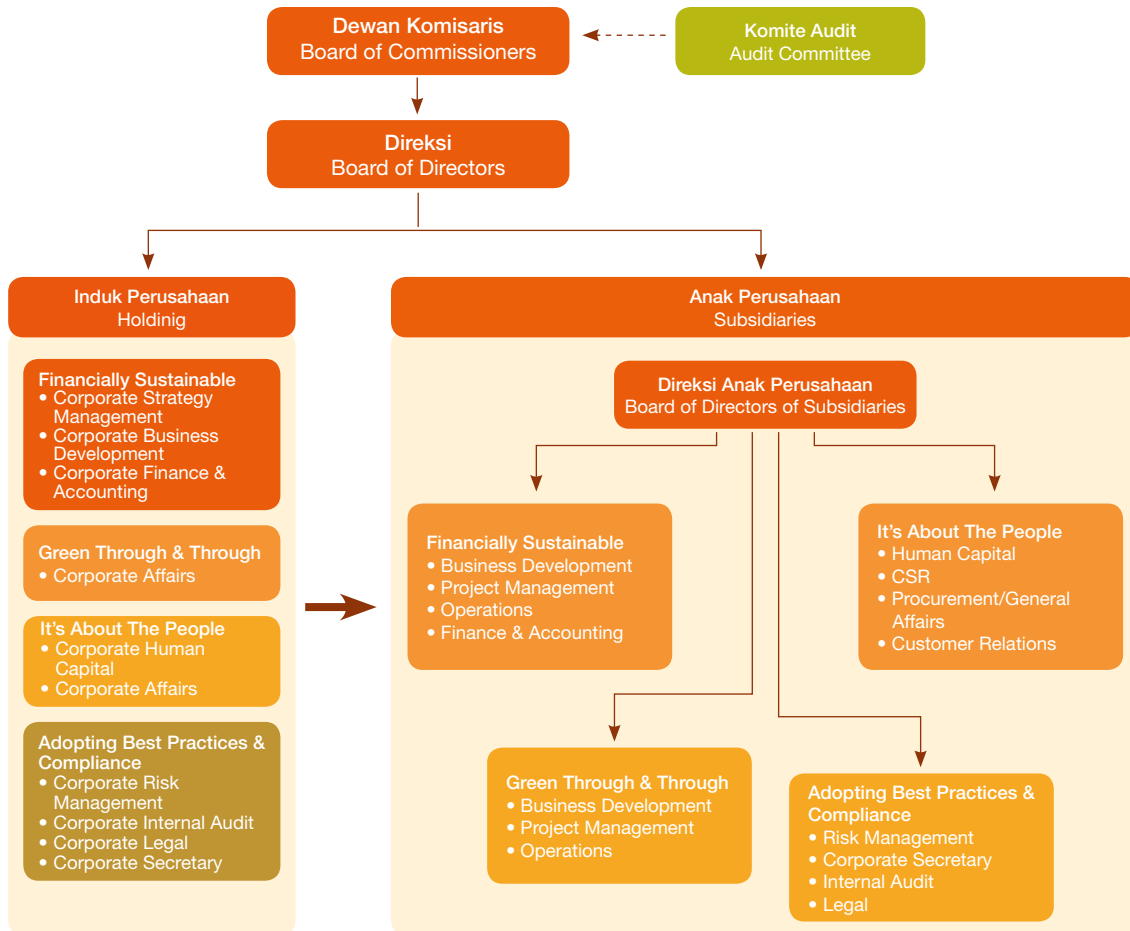 Dewan Komisaris
Board of Commissioners
Komite Audit
Audit Committee
Direksi
Board of Directors
Induk Perusahaan
Holdinig
Financially Sustainable
• Corporate Strategy
Management
• Corporate Business
Development
• Corporate Finance &
Accounting
Green Through & Through
• Corporate Affairs
It's About The People
• Corporate Human
Capital
• Corporate Affairs
Adopting Best Practices &
Compliance
• Corporate Risk
Management
• Corporate Internal Audit
• Corporate Legal
• Corporate Secretary
Anak Perusahaan
Subsidiaries
Direksi Anak Perusahaan
Board of Directors of Subsidiaries
Financially Sustainable
• Business Development
• Project Management
• Operations
• Finance & Accounting
It's About The People
• Human Capital
• CSR
• Procurement/General
Affairs
• Customer Relations
Green Through & Through
• Business Development
• Project Management
• Operations
Adopting Best Practices &
Compliance
• Risk Management
• Corporate Secretary
• Internal Audit
• Legal